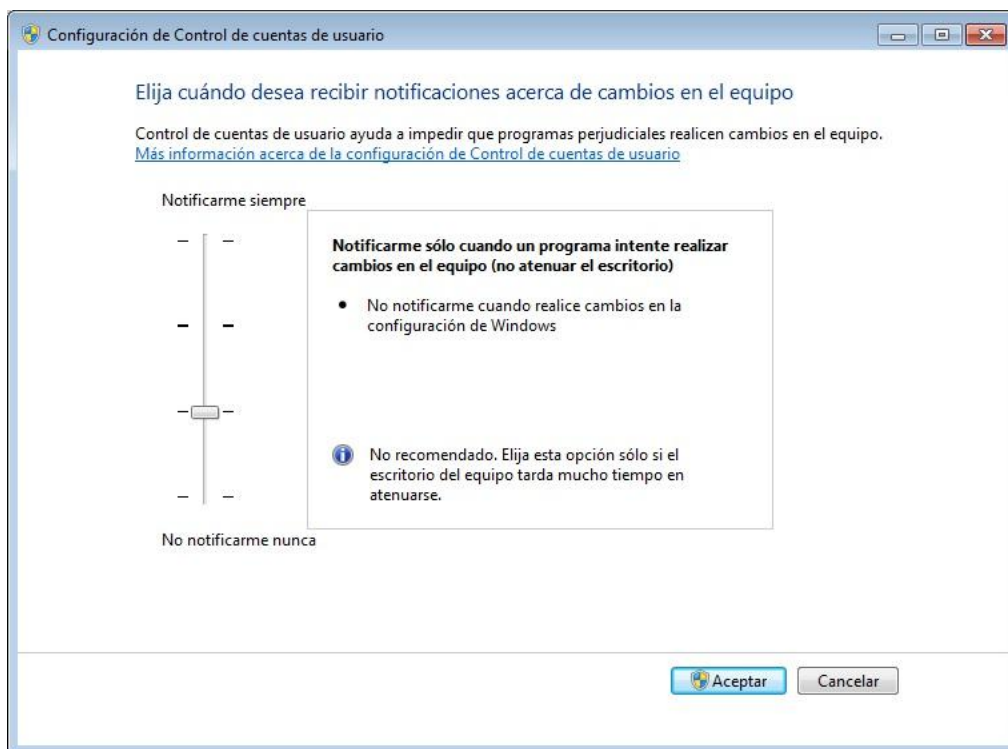 Configuración de Control de cuentas de usuario
Elija cuándo desea recibir notificaciones acerca de cambios en el equipo
Control de cuentas de usuario ayuda a impedir que programas perjudiciales realicen cambios en el equipo.
Más información acerca de la configuración de Control de cuentas de usuario
Notificarme siempre
Notificarme sólo cuando un programa intente realizar
cambios en el equipo (no atenuar el escritorio)
• No notificarme cuando realice cambios en la
configuración de Windows
No recomendado. Elija esta opción sólo si el
escritorio del equipo tarda mucho tiempo en
atenuarse.
No notificarme nunca
Aceptar
Cancelar